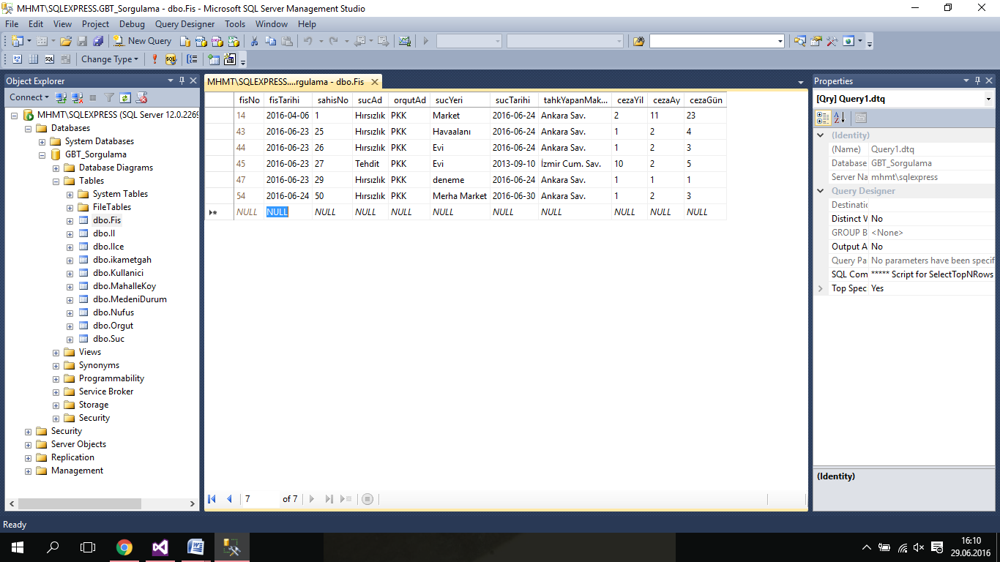 MHMT\SQLEXPRESS.GBT_Sorgulama - dbo.Fis - Microsoft SQL Server Management Studio
File Edit View Project Debug Query Designer Tools Window Help
New Query
Change Type
Object Explorer
Connect
MHMT\SQLEXPRESS (SQL Server 12.0.2269
Databases
System Databases
GBT_Sorgulama
Database Diagrams
Tables
System Tables
FileTables
dbo.Fis
dbo.Il
dbo.Ilce
dbo.ikametgah
dbo.Kullanici
dbo.MahalleKoy
dbo.MedeniDurum
dbo.Nufus
dbo.Orgut
dbo.Suc
Views
Synonyms
Programmability
Service Broker
Storage
Security
Security
Server Objects
Replication
Management
MHMT\SQLEXPRESS....rgulama - dbo.Fis
fisNo fisTarihi sahisNo sucAd orgutAd sucYeri sucTarihi tahkYapanMak... cezaYil cezaAy cezaGün
14 2016-04-06 1 Hırsızlık PKK Market 2016-06-24 Ankara Sav. 2 11 23
43 2016-06-23 25 Hırsızlık PKK Havaalanı 2016-06-24 Ankara Sav. 1 2 4
44 2016-06-23 26 Hırsızlık PKK Evi 2016-06-24 Ankara Sav. 1 2 3
45 2016-06-23 27 Tehdit PKK Evi 2013-09-10 İzmir Cum. Sav. 10 2 5
47 2016-06-23 29 Hırsızlık PKK deneme 2016-06-24 Ankara Sav. 1 1 1
54 2016-06-24 50 Hırsızlık PKK Merha Market 2016-06-30 Ankara Sav. 1 2 3
NULL NULL NULL NULL NULL NULL NULL NULL NULL NULL NULL
7 of 7
Properties
[Qry] Query1.dtq
(Identity)
(Name) Query1.dtq
Database GBT_Sorgulama
Server Na mhmt\sqlexpress
Query Designer
Destinatic
Distinct V No
GROUP B <None>
Output A No
Query Pa No parameters have been specif
SQL Com ***** Script for SelectTopNRows
Top Spec Yes
(Identity)
Ready
16:10
29.06.2016